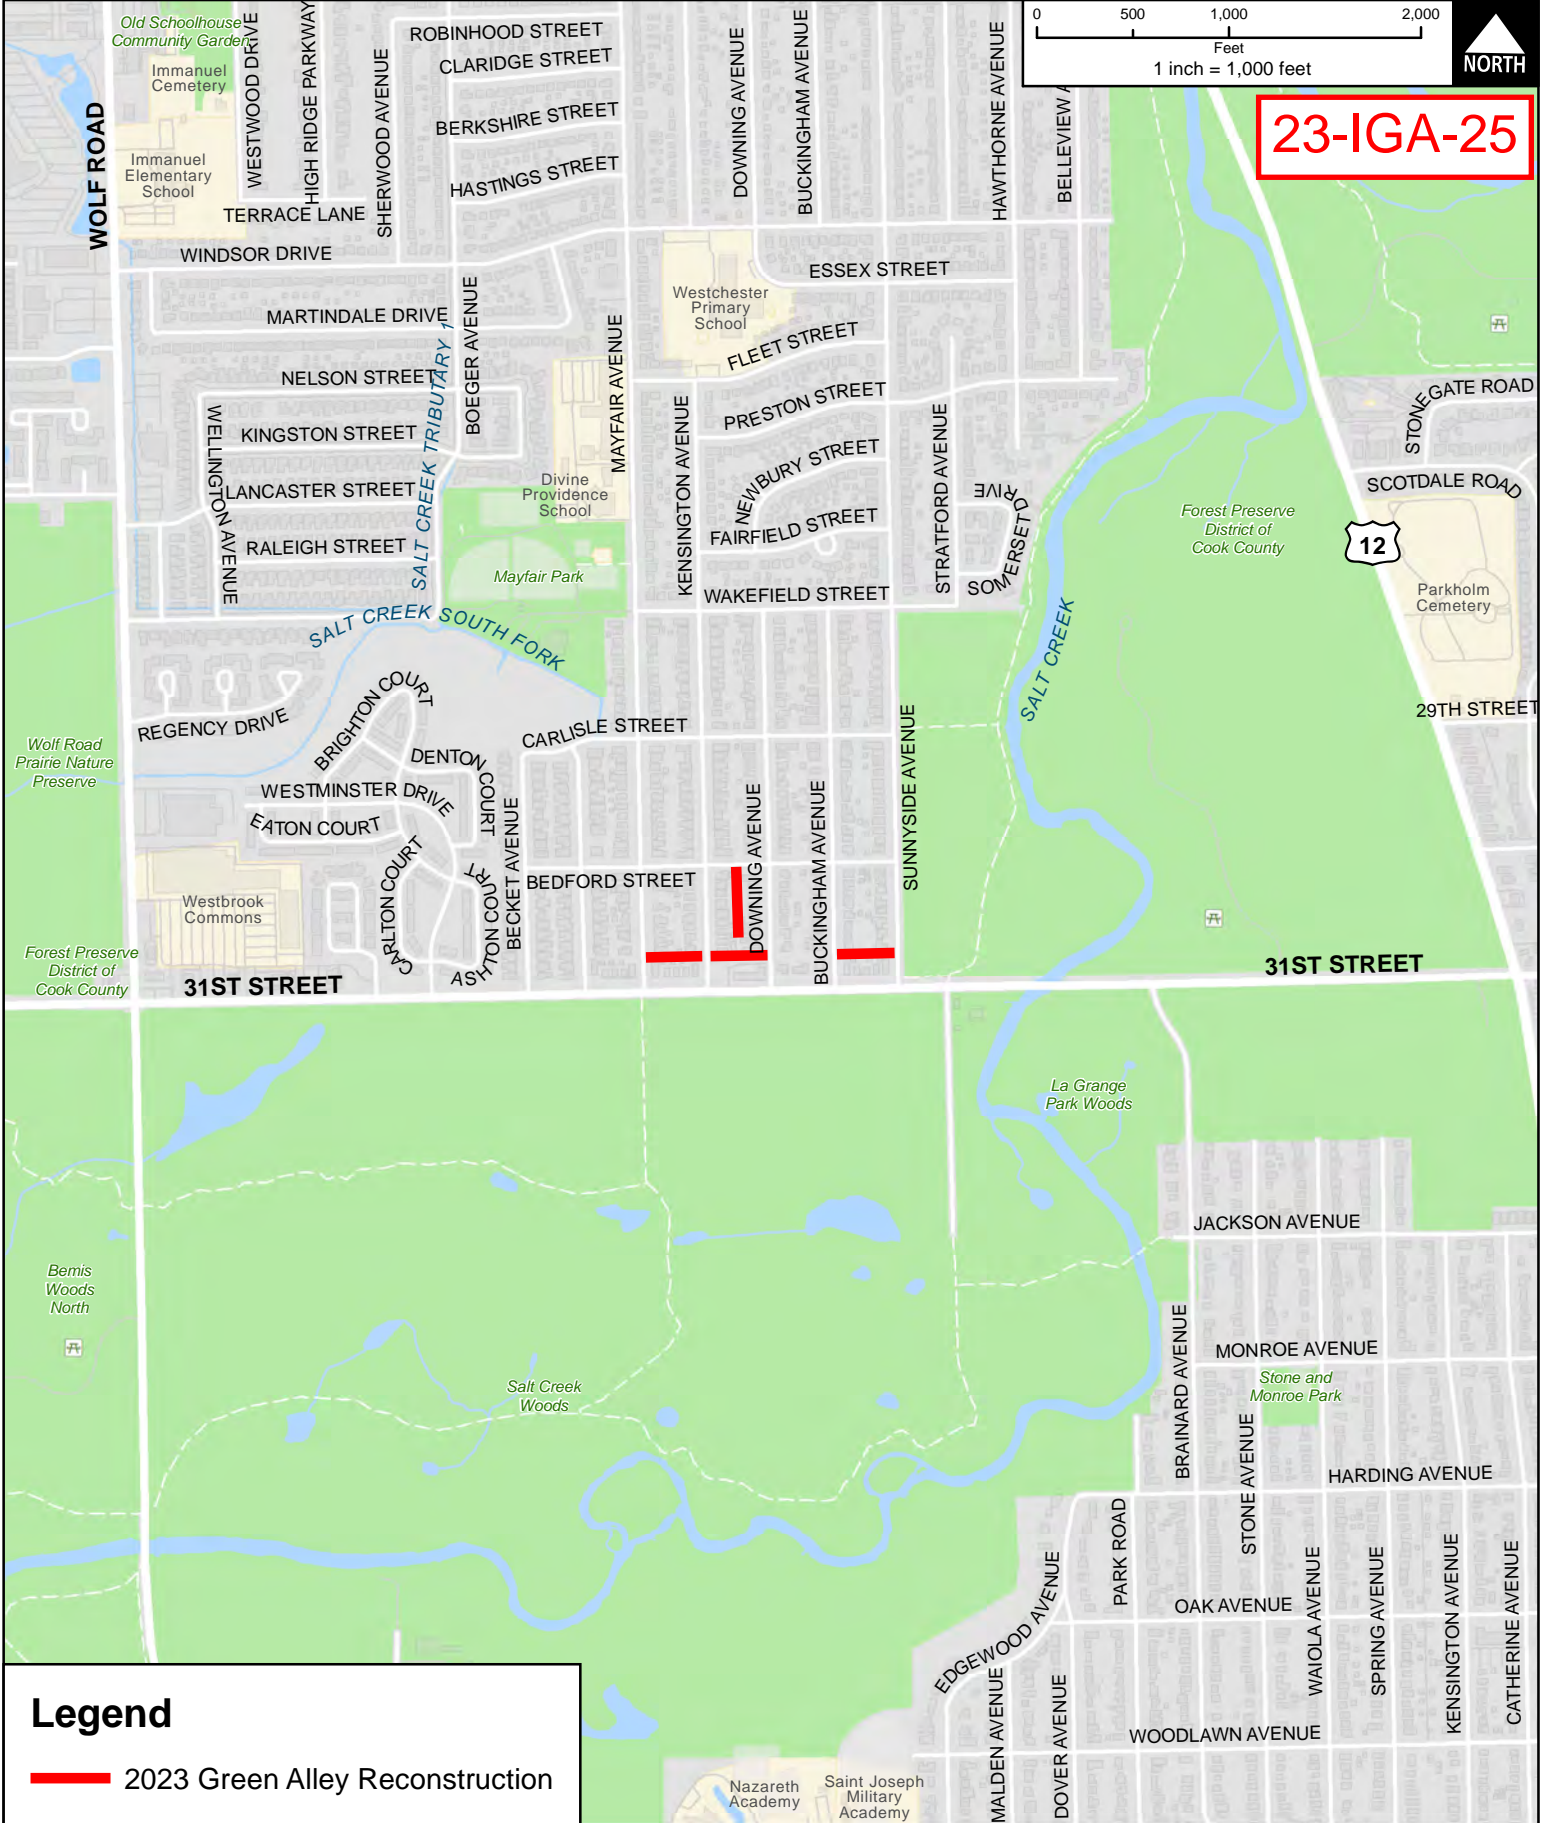 0 500 1,000 2,000
Feet
1 inch = 1,000 feet
NORTH
23-IGA-25
Old Schoolhouse
Community Garden
Immanuel
Cemetery
Immanuel
Elementary
School
WOLF ROAD
WESTWOOD DRIVE
HIGH RIDGE PARKWAY
SHERWOOD AVENUE
ROBINHOOD STREET
CLARIDGE STREET
BERKSHIRE STREET
HASTINGS STREET
TERRACE LANE
WINDSOR DRIVE
DOWNING AVENUE
BUCKINGHAM AVENUE
HAWTHORNE AVENUE
BELLEVIEW A
ESSEX STREET
Westchester
Primary
School
MARTINDALE DRIVE
BOEGER AVENUE
MAYFAIR AVENUE
FLEET STREET
NELSON STREET
SALT CREEK TRIBUTARY 1
PRESTON STREET
WELLINGTON AVENUE
KINGSTON STREET
KENSINGTON AVENUE
NEWBURY STREET
STRATFORD AVENUE
LANCASTER STREET
Divine
Providence
School
FAIRFIELD STREET
SOMERSET DRIVE
RALEIGH STREET
Mayfair Park
WAKEFIELD STREET
STONEGATE ROAD
SCOTDALE ROAD
Forest Preserve
District of
Cook County
12
Parkholm
Cemetery
SALT CREEK SOUTH FORK
SALT CREEK
29TH STREET
REGENCY DRIVE
BRIGHTON COURT
CARLISLE STREET
Wolf Road
Prairie Nature
Preserve
DENTON COURT
WESTMINSTER DRIVE
EATON COURT
BECKET AVENUE
DOWNING AVENUE
BUCKINGHAM AVENUE
SUNNYSIDE AVENUE
CARLTON COURT
ASHTON COURT
BEDFORD STREET
Westbrook
Commons
Forest Preserve
District of
Cook County
31ST STREET
31ST STREET
La Grange
Park Woods
JACKSON AVENUE
Bemis
Woods
North
BRAINARD AVENUE
MONROE AVENUE
Stone and
Monroe Park
Salt Creek
Woods
STONE AVENUE
HARDING AVENUE
PARK ROAD
EDGEWOOD AVENUE
OAK AVENUE
WAIOLA AVENUE
SPRING AVENUE
KENSINGTON AVENUE
CATHERINE AVENUE
MALDEN AVENUE
DOVER AVENUE
WOODLAWN AVENUE
Nazareth
Academy
Saint Joseph
Military
Academy
Legend
2023 Green Alley Reconstruction